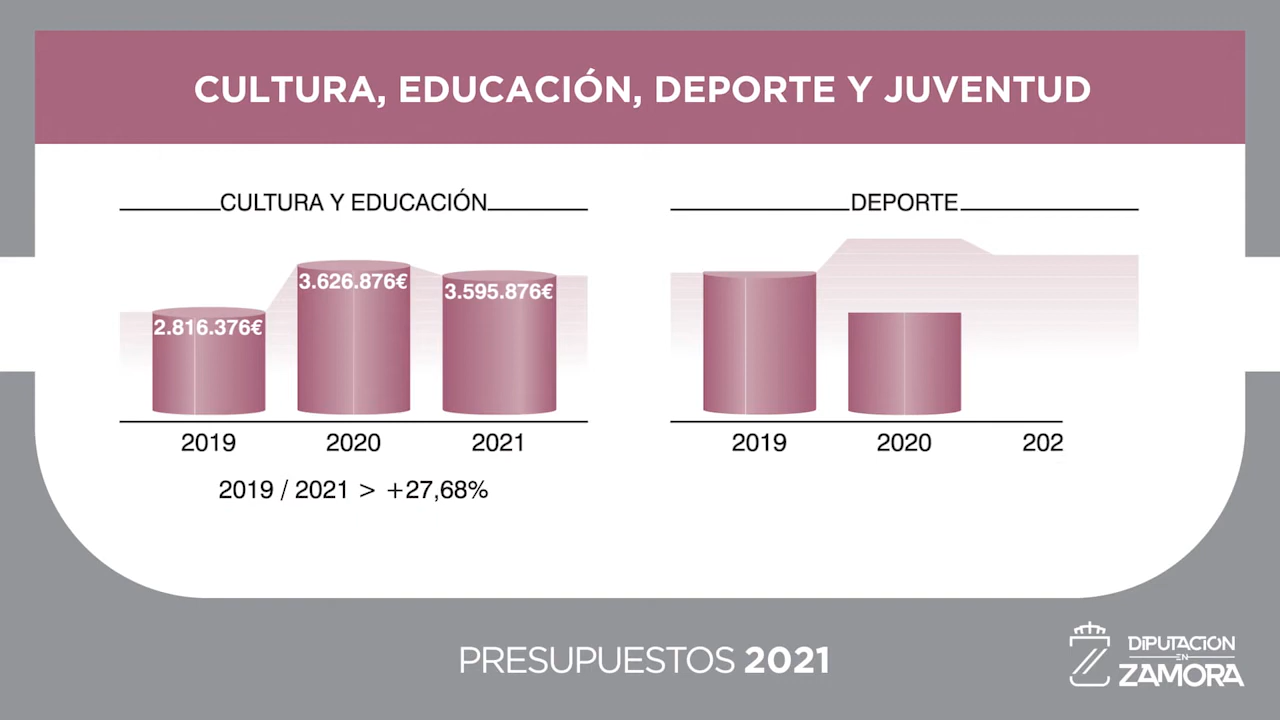 CULTURA, EDUCACIÓN, DEPORTE Y JUVENTUD
CULTURA Y EDUCACIÓN
2.816.376€
3.626.876€
3.595.876€
2019
2020
2021
2019 / 2021 > +27,68%
DEPORTE
2019
2020
202
PRESUPUESTOS 2021
DIPUTACIÓN
EN
ZAMORA